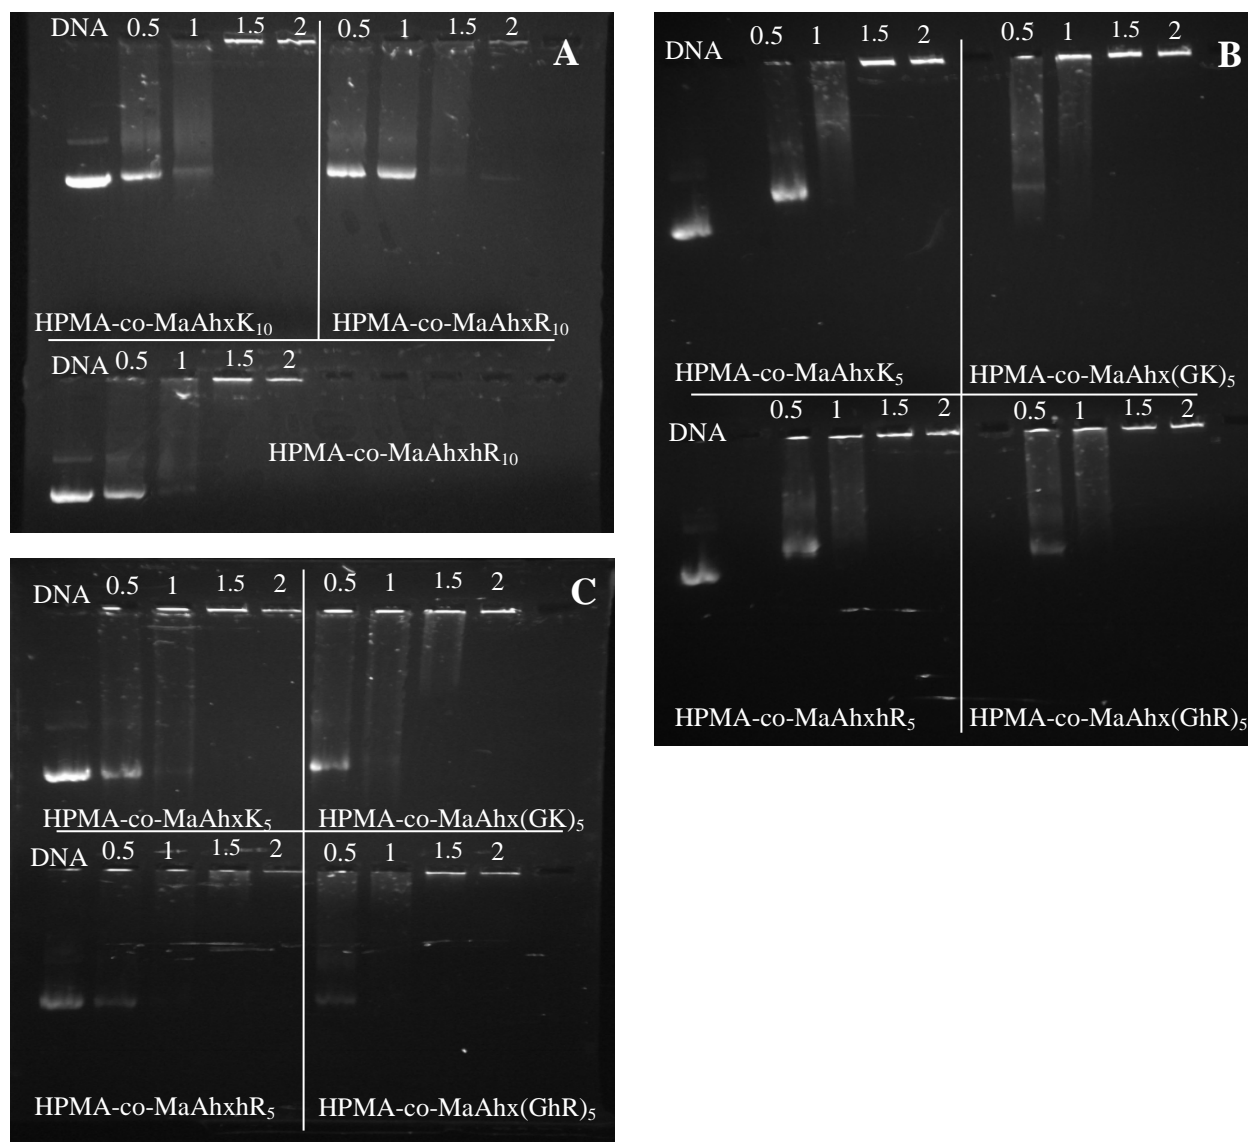 DNA 0.5 1 1.5 2 0.5 1 1.5 2
A
HPMA-co-MaAhxK₁₀ HPMA-co-MaAhxR₁₀
DNA 0.5 1 1.5 2
HPMA-co-MaAhxhR₁₀
DNA 0.5 1 1.5 2 0.5 1 1.5 2
B
HPMA-co-MaAhxK₅ HPMA-co-MaAhx(GK)₅
DNA 0.5 1 1.5 2 0.5 1 1.5 2
HPMA-co-MaAhxhR₅ HPMA-co-MaAhx(GhR)₅
DNA 0.5 1 1.5 2 0.5 1 1.5 2
C
HPMA-co-MaAhxK₅ HPMA-co-MaAhx(GK)₅
DNA 0.5 1 1.5 2 0.5 1 1.5 2
HPMA-co-MaAhxhR₅ HPMA-co-MaAhx(GhR)₅